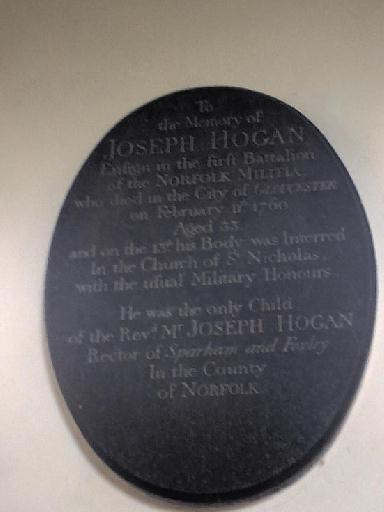 To
the Memory of
JOSEPH HOGAN
Ensign in the first Battalion
of the NORFOLK MILITIA,
who died in the City of GLOUCESTER
on February 11th 1760
Aged 33.
and on the 13th his Body was Interred
In the Church of St Nicholas,
with the usual Military Honours
He was the only Child
of the Revd Mr JOSEPH HOGAN
Rector of Sparham and Foxley
In the County
of NORFOLK.